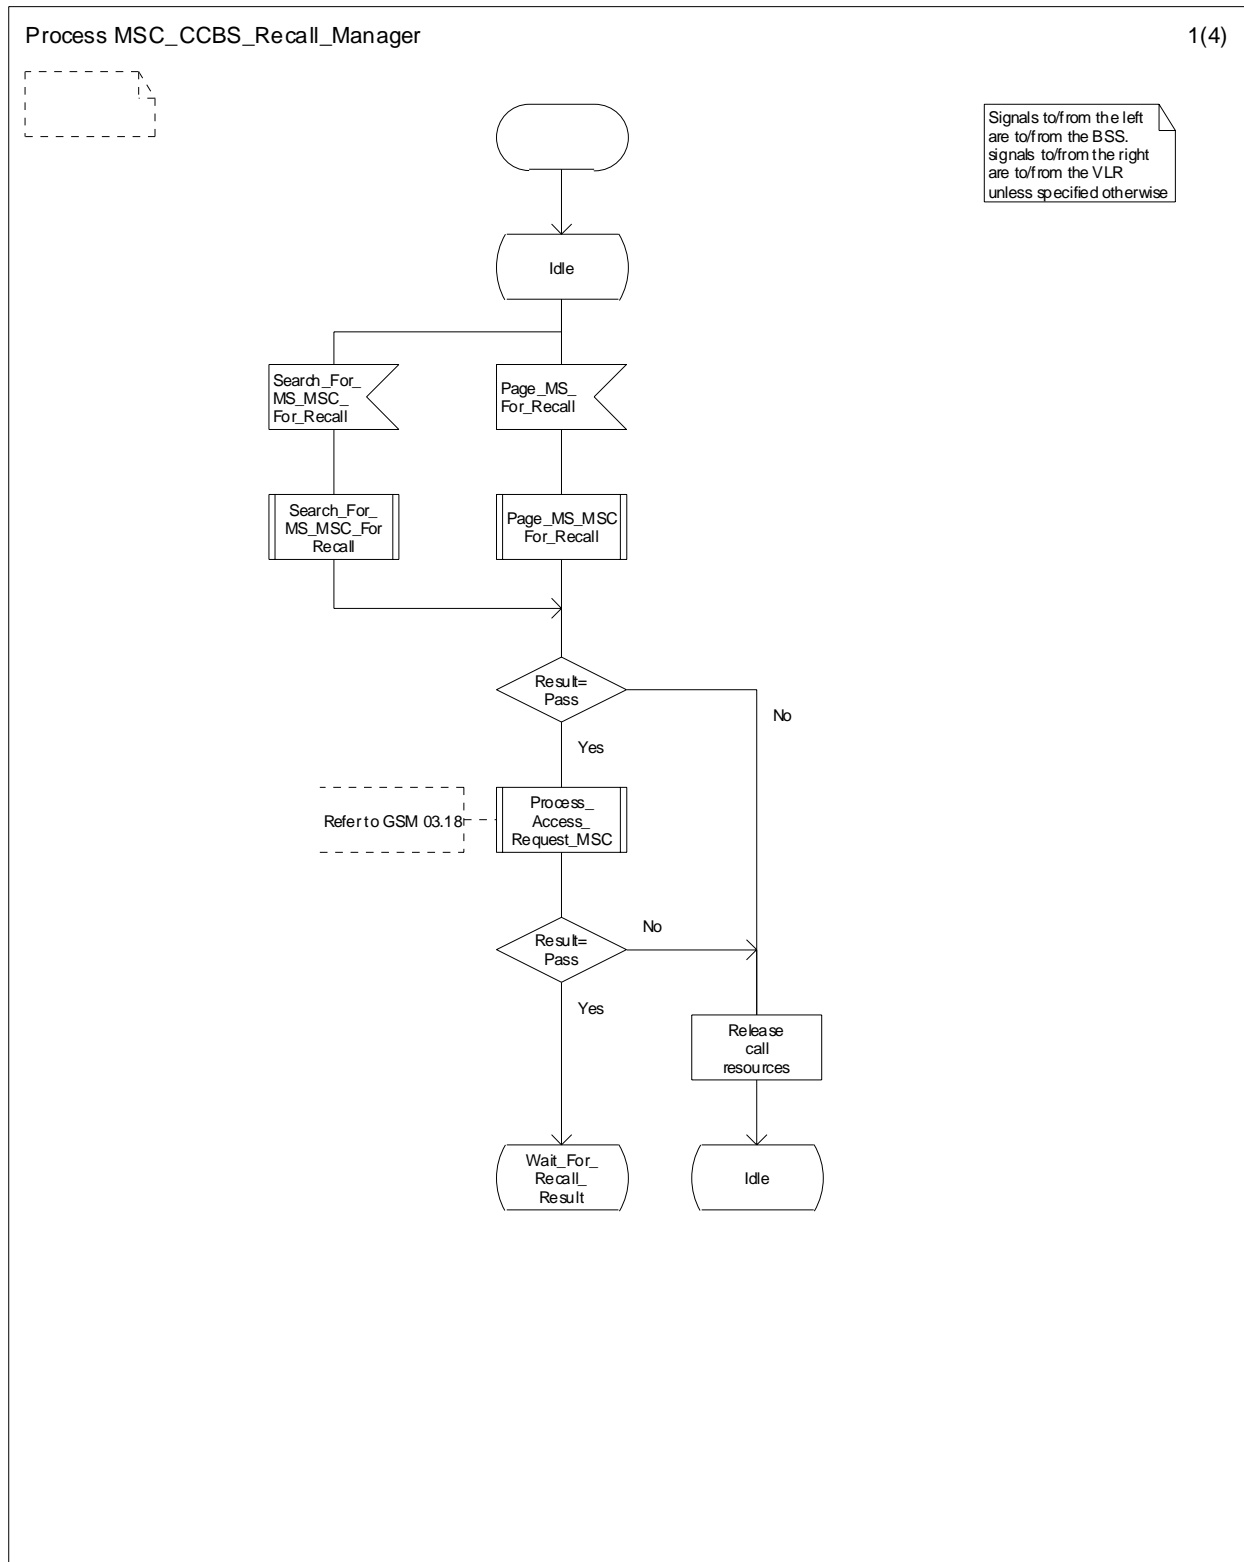 Process MSC_CCBS_Recall_Manager
1(4)
Signals to/from the left
are to/from the BSS.
signals to/from the right
are to/from the VLR
unless specified otherwise
Idle
Search_For_
MS_MSC_
For_Recall
Page_MS_
For_Recall
Search_For_
MS_MSC_For
Recall
Page_MS_MSC
For_Recall
Result=
Pass
No
Yes
Refer to GSM 03.18
Process_
Access_
Request_MSC
Result=
Pass
No
Yes
Release
call
resources
Wait_For_
Recall_
Result
Idle